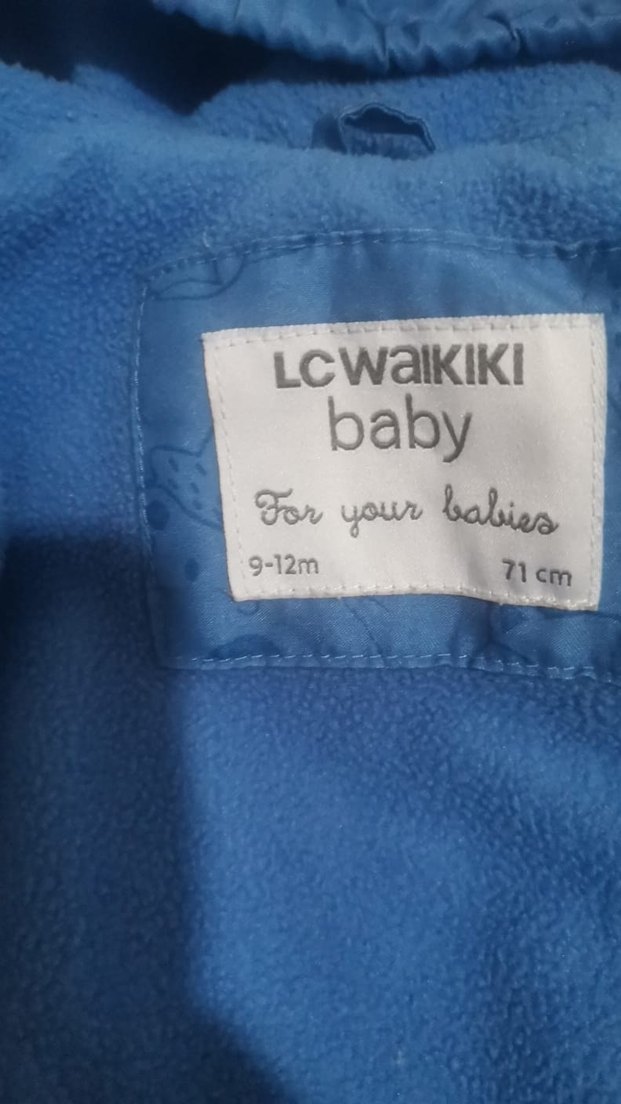 LCWAIKIKI
baby
For your babies
9-12m 71 cm